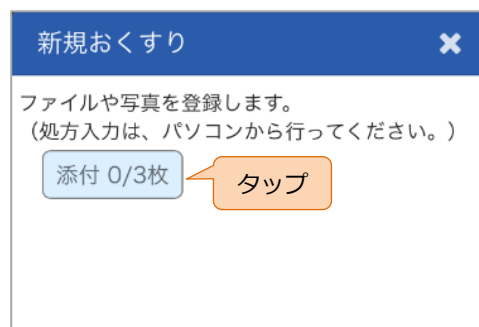 新規おくすり ✖
ファイルや写真を登録します。
（処方入力は、パソコンから行ってください。）
添付 0/3枚
タップ